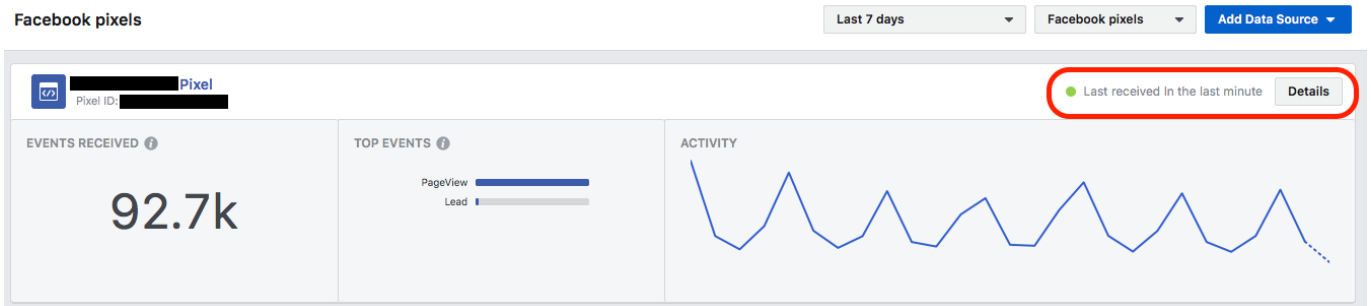 Facebook pixels
Last 7 days
Facebook pixels
Add Data Source
Pixel
Pixel ID:
Last received In the last minute
Details
EVENTS RECEIVED
TOP EVENTS
ACTIVITY
PageView
Lead
92.7k